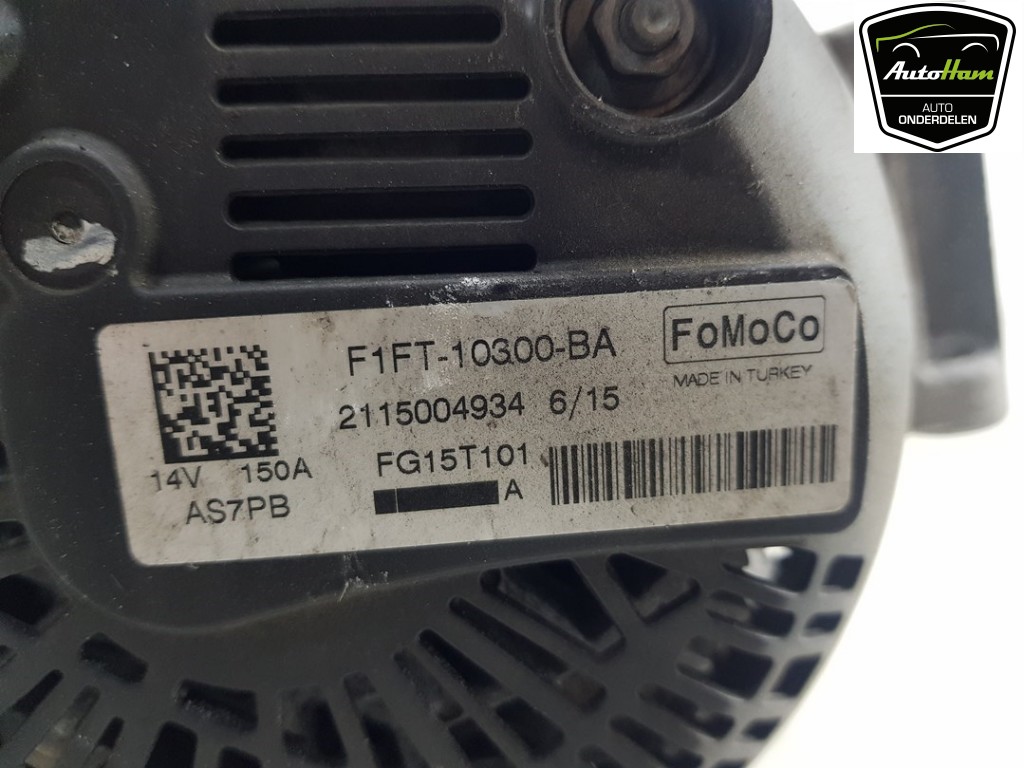 AutoHam
AUTO
ONDERDELEN
F1FT-10300-BA
FoMoCo
MADE IN TURKEY
2115004934 6/15
14V 150A
FG15T101
AS7PB
A